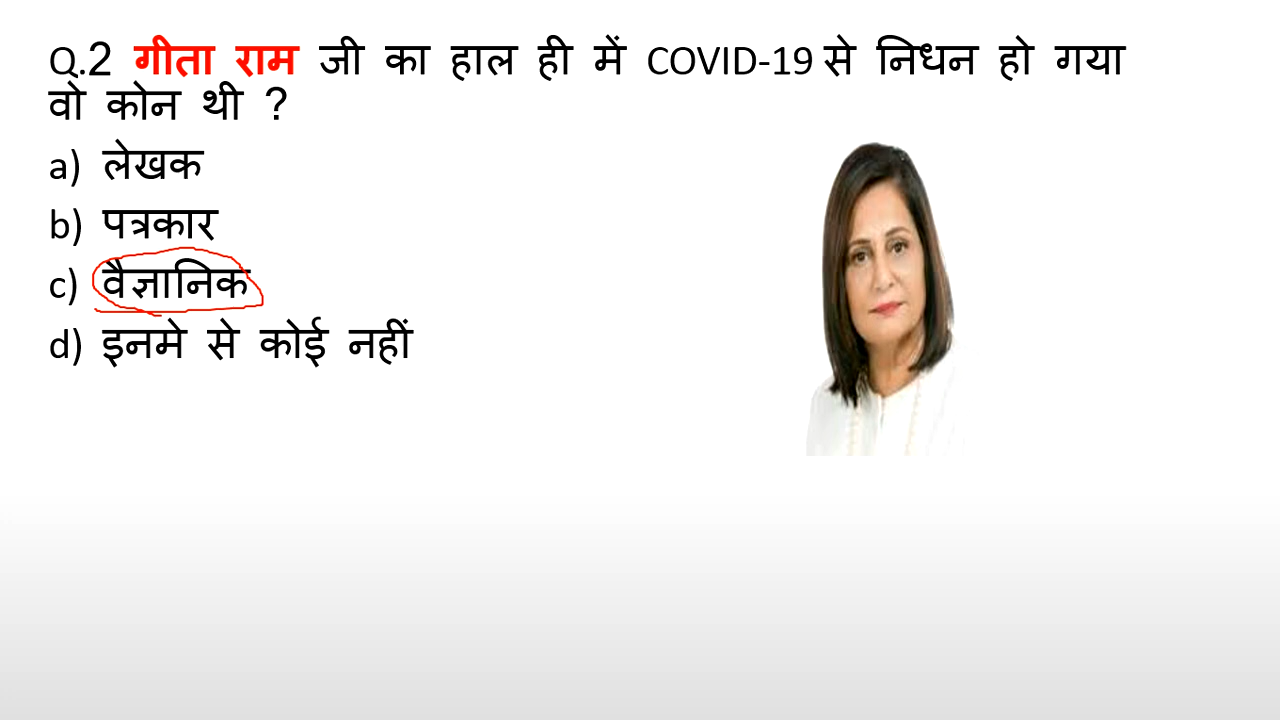 Q.2 गीता राम जी का हाल ही में COVID-19 से निधन हो गया
वो कोन थी ?
a) लेखक
b) पत्रकार
c) वैज्ञानिक
d) इनमे से कोई नहीं